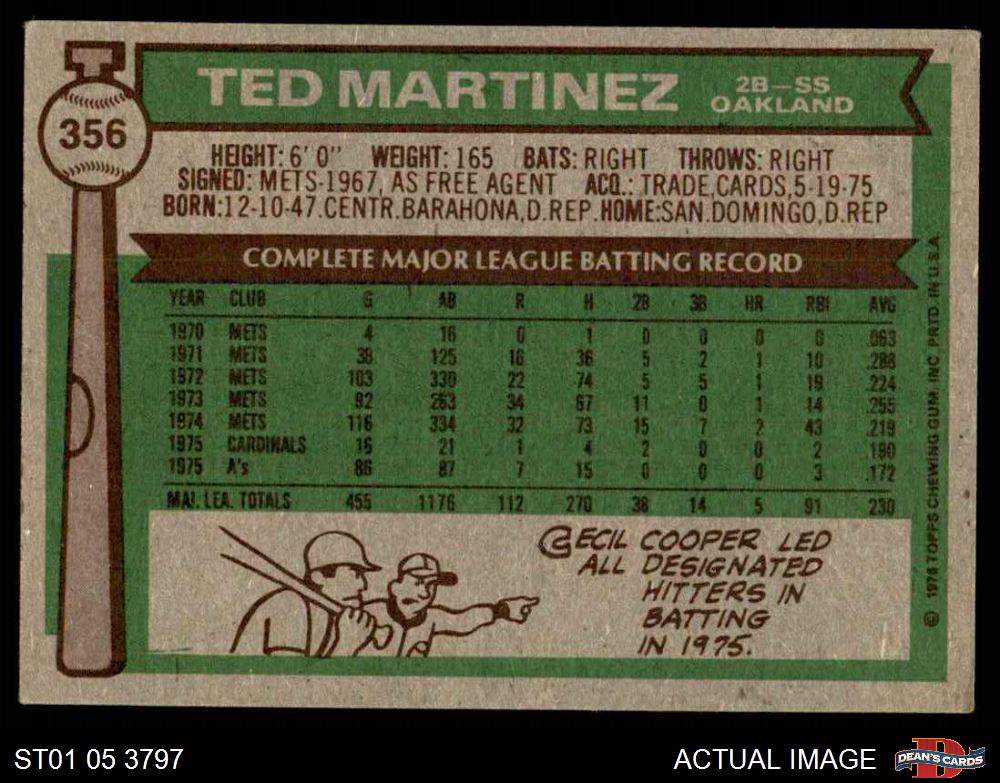 356
TED MARTINEZ
2B—SS
OAKLAND
HEIGHT: 6' 0" WEIGHT: 165 BATS: RIGHT THROWS: RIGHT
SIGNED: METS-1967, AS FREE AGENT ACQ.: TRADE,CARDS,5-19-75
BORN:12-10-47.CENTR.BARAHONA,D.REP.HOME:SAN.DOMINGO,D.REP
COMPLETE MAJOR LEAGUE BATTING RECORD
YEAR CLUB G AB R H 2B 3B HR RBI AVG
1970 METS 4 16 0 1 0 0 0 0 .063
1971 METS 38 125 16 36 5 2 1 10 .288
1972 METS 103 330 22 74 5 5 1 19 .224
1973 METS 92 263 34 67 11 0 1 14 .255
1974 METS 116 334 32 73 15 7 2 43 .219
1975 CARDINALS 16 21 1 4 2 0 0 2 .190
1975 A's 86 87 7 15 0 0 0 3 .172
MAJ. LEA. TOTALS 455 1176 112 270 38 14 5 91 230
CECIL COOPER LED
ALL DESIGNATED
HITTERS IN
BATTING
IN 1975.
© 1976 TOPPS CHEWING GUM, INC. PRTD. IN U.S.A.
ST01 05 3797
ACTUAL IMAGE
D
DEAN'S CARDS